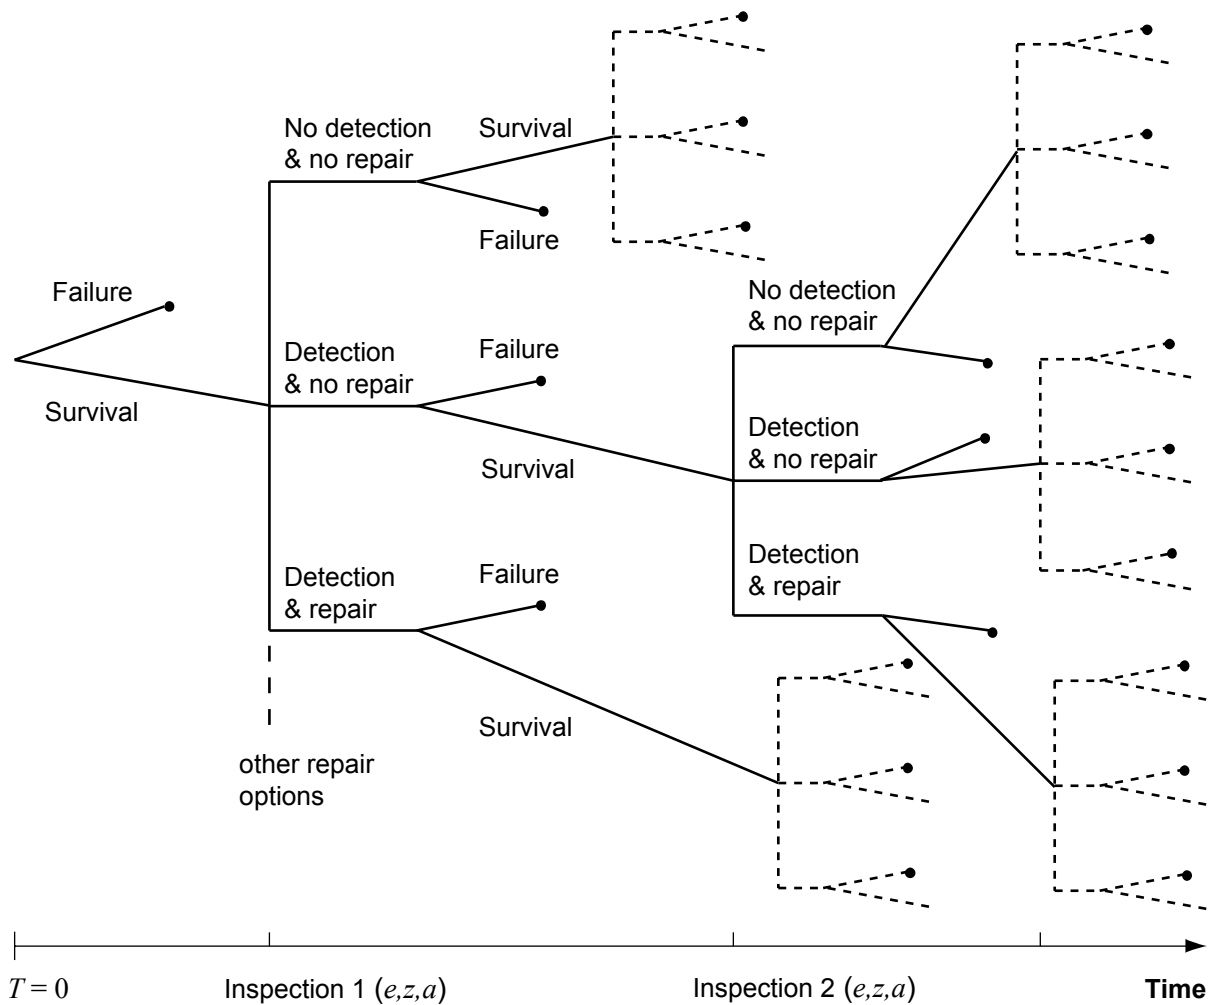 No detection
& no repair
Survival
Failure
Failure
Survival
Detection
& no repair
Failure
Survival
No detection
& no repair
Detection
& no repair
Detection
& repair
Detection
& repair
Failure
Survival
other repair
options
T = 0
Inspection 1 (e,z,a)
Inspection 2 (e,z,a)
Time